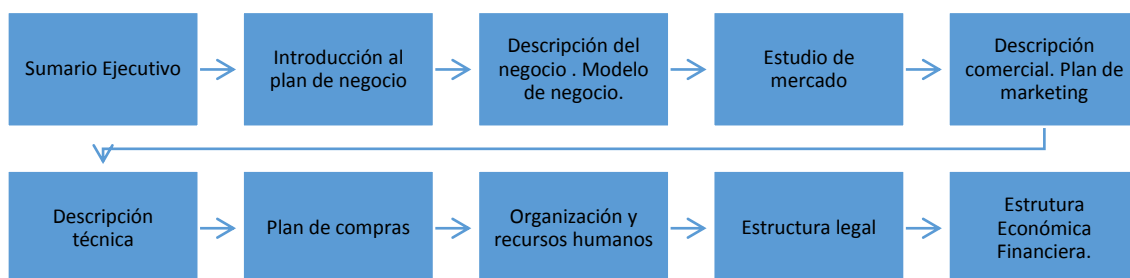 Sumario Ejecutivo
Introducción al
plan de negocio
Descripción del
negocio . Modelo
de negocio.
Estudio de
mercado
Descripción
comercial. Plan de
marketing
Descripción
técnica
Plan de compras
Organización y
recursos humanos
Estructura legal
Estrutura
Económica
Financiera.